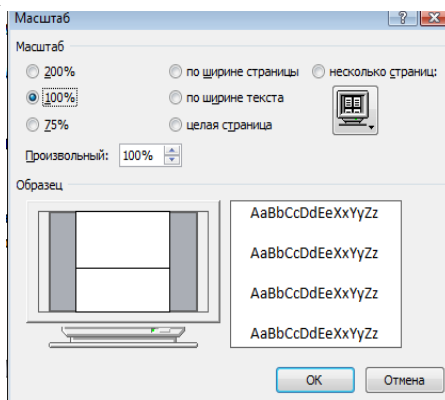 Масштаб
Масштаб
200% по ширине страницы несколько страниц:
100% по ширине текста
75% целая страница
Произвольный: 100%
Образец
AaBbCcDdEeXxYyZz
AaBbCcDdEeXxYyZz
AaBbCcDdEeXxYyZz
AaBbCcDdEeXxYyZz
OK Отмена